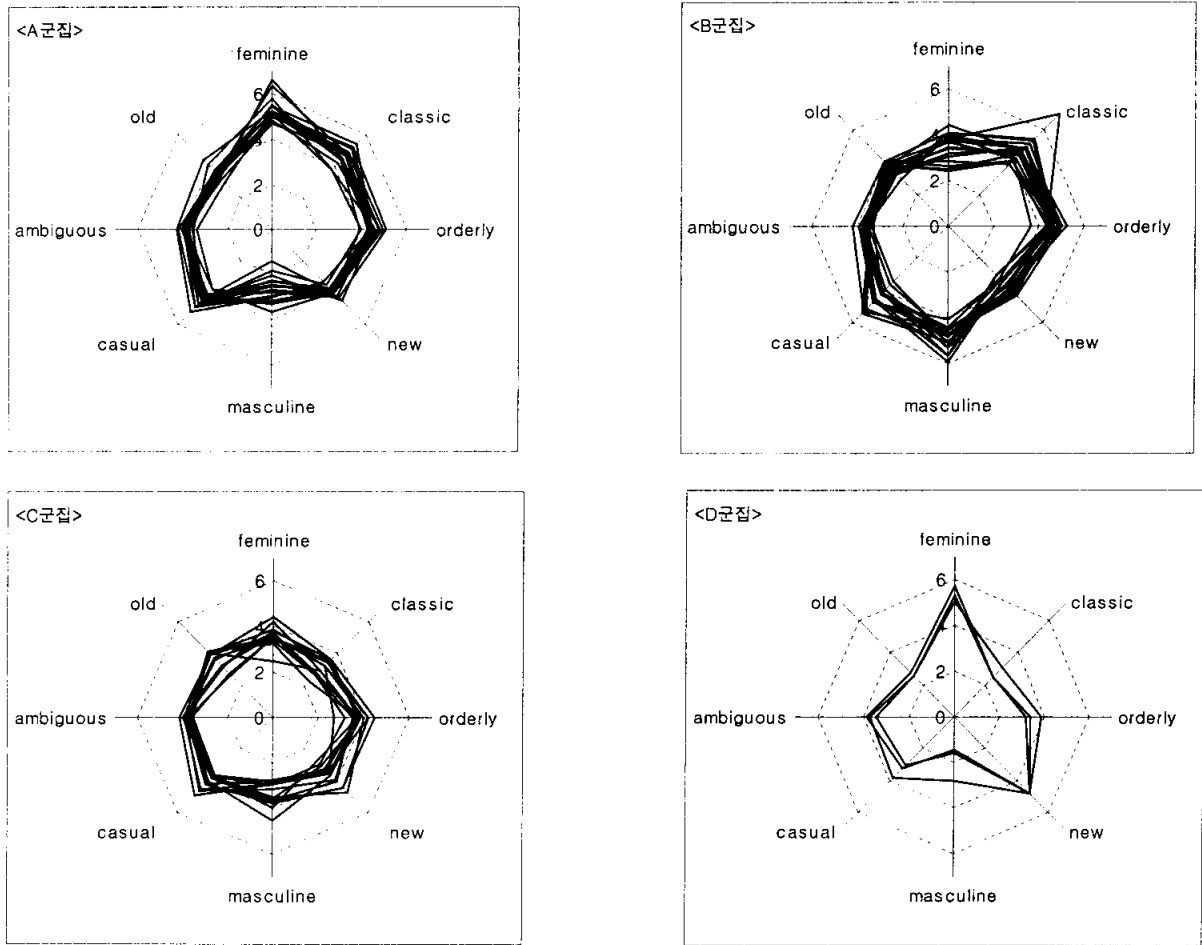 <A군집>
feminine
6
old
classic
2
ambiguous
0
orderly
casual
new
masculine
<B군집>
feminine
6
old
classic
4
2
ambiguous
0
orderly
casual
new
masculine
<C군집>
feminine
6
old
classic
4
2
ambiguous
0
orderly
casual
new
masculine
<D군집>
feminine
6
old
classic
4
2
ambiguous
0
orderly
casual
new
masculine